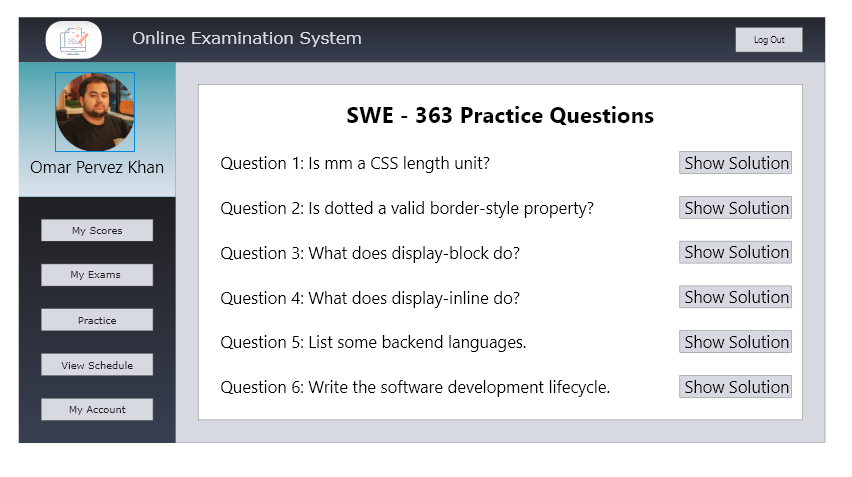 Online Examination System
Log Out
Omar Pervez Khan
My Scores
My Exams
Practice
View Schedule
My Account
SWE - 363 Practice Questions
Question 1: Is mm a CSS length unit? Show Solution
Question 2: Is dotted a valid border-style property? Show Solution
Question 3: What does display-block do? Show Solution
Question 4: What does display-inline do? Show Solution
Question 5: List some backend languages. Show Solution
Question 6: Write the software development lifecycle. Show Solution